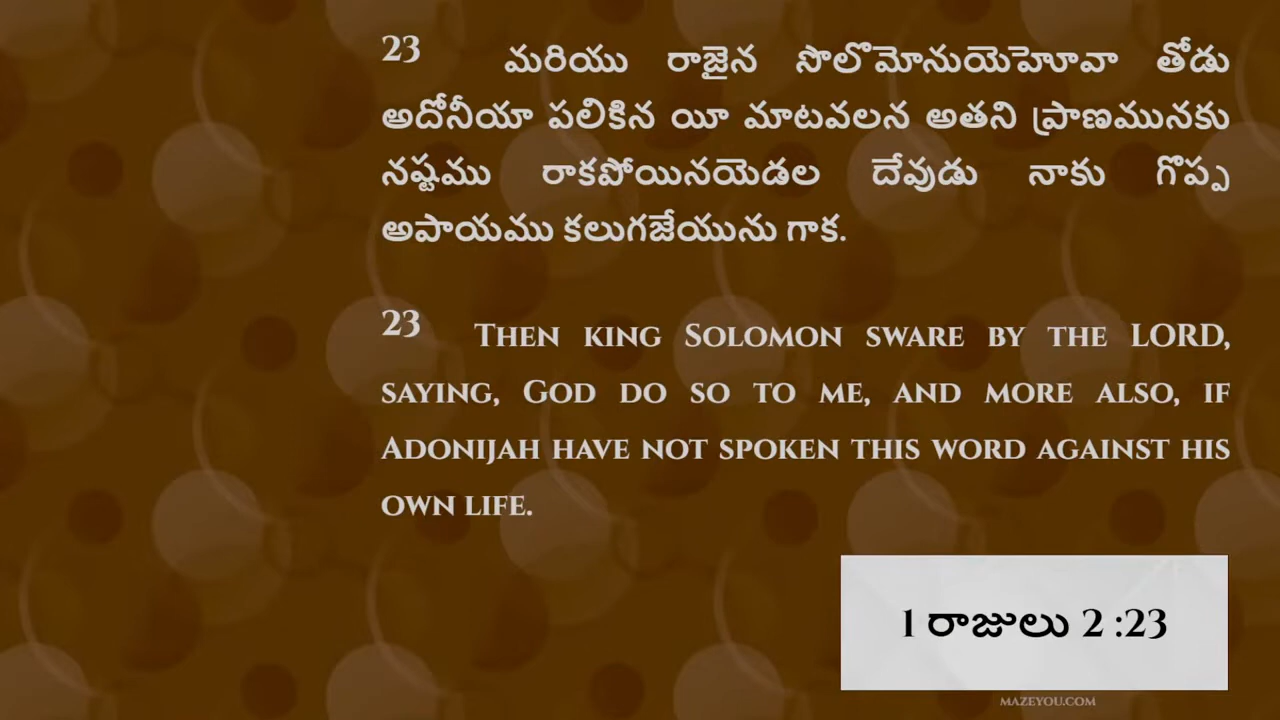 23 మరియు రాజైన సొలొమోనుయెహెూవా తోడు
అదోనీయా పలికిన యీ మాటవలన అతని ప్రాణమునకు
నష్టము రాకపోయినయెడల దేవుడు నాకు గొప్ప
అపాయము కలుగజేయును గాక.
23 Then king Solomon sware by the LORD,
saying, God do so to me, and more also, if
Adonijah have not spoken this word against his
own life.
1 రాజులు 2 :23
MAZEYOU.COM